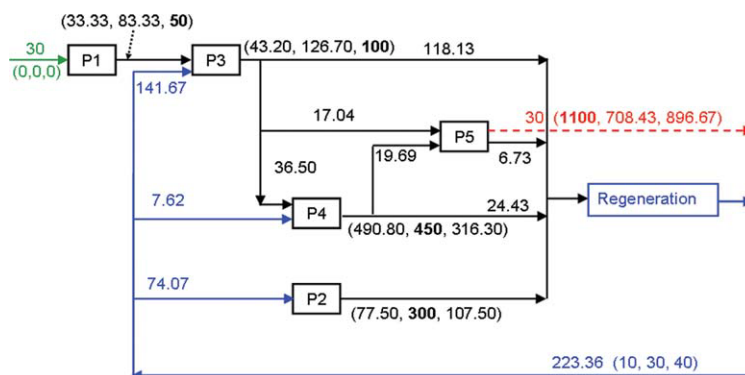 (33.33, 83.33, 50)
30
(0,0,0)
P1
P3
(43.20, 126.70, 100)
118.13
141.67
17.04
P5
30 (1100, 708.43, 896.67)
19.69
6.73
36.50
7.62
P4
24.43
Regeneration
(490.80, 450, 316.30)
74.07
P2
(77.50, 300, 107.50)
223.36 (10, 30, 40)